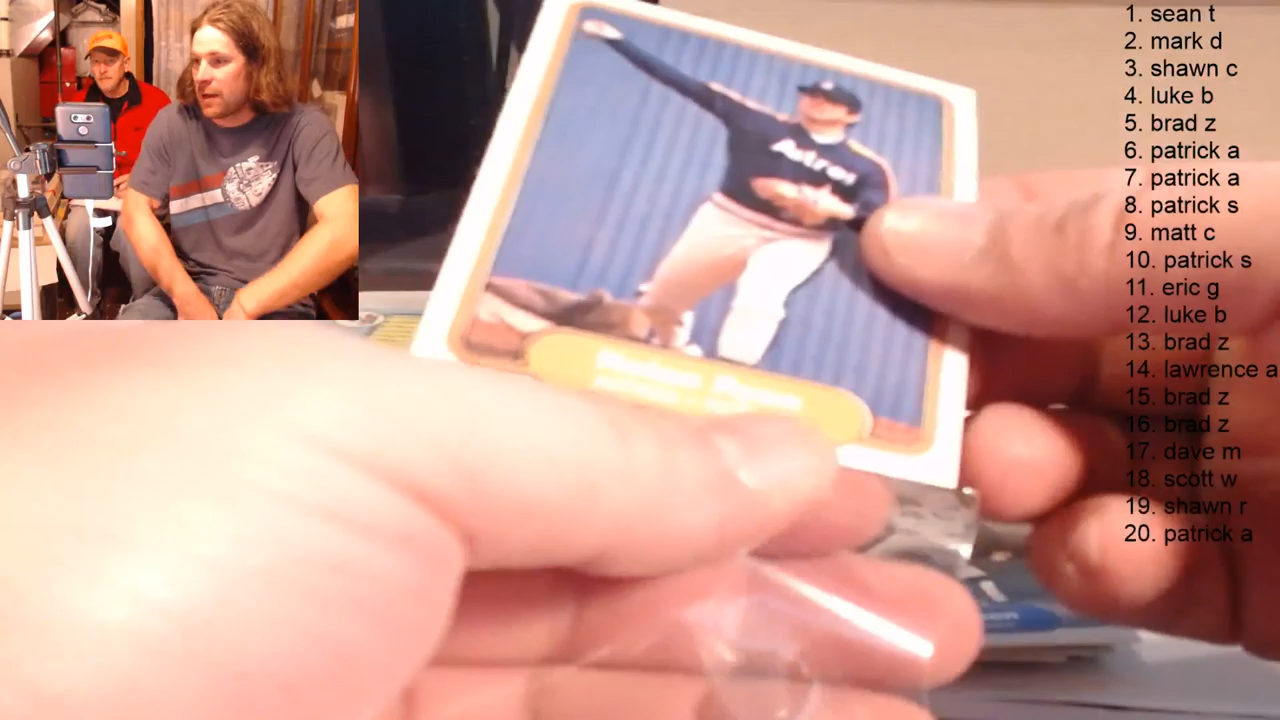 1. sean t
2. mark d
3. shawn c
4. luke b
5. brad z
6. patrick a
7. patrick a
8. patrick s
9. matt c
10. patrick s
11. eric g
12. luke b
13. brad z
14. lawrence a
15. brad z
16. brad z
17. dave m
18. scott w
19. shawn r
20. patrick a
Astros